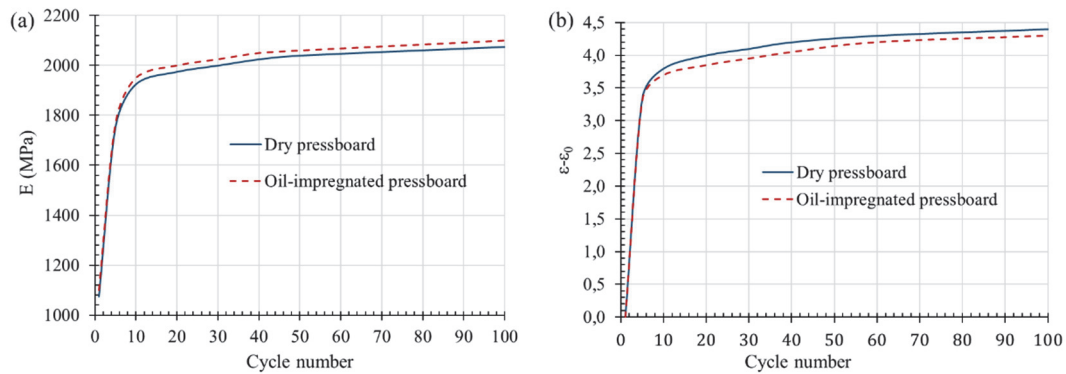 (a)
2200
2000
1800
1600
1400
1200
1000
E (MPa)
Dry pressboard
Oil-impregnated pressboard
0 10 20 30 40 50 60 70 80 90 100
Cycle number
(b)
4,5
4,0
3,5
3,0
2,5
2,0
1,5
1,0
0,5
0,0
ε-ε₀
Dry pressboard
Oil-impregnated pressboard
0 10 20 30 40 50 60 70 80 90 100
Cycle number